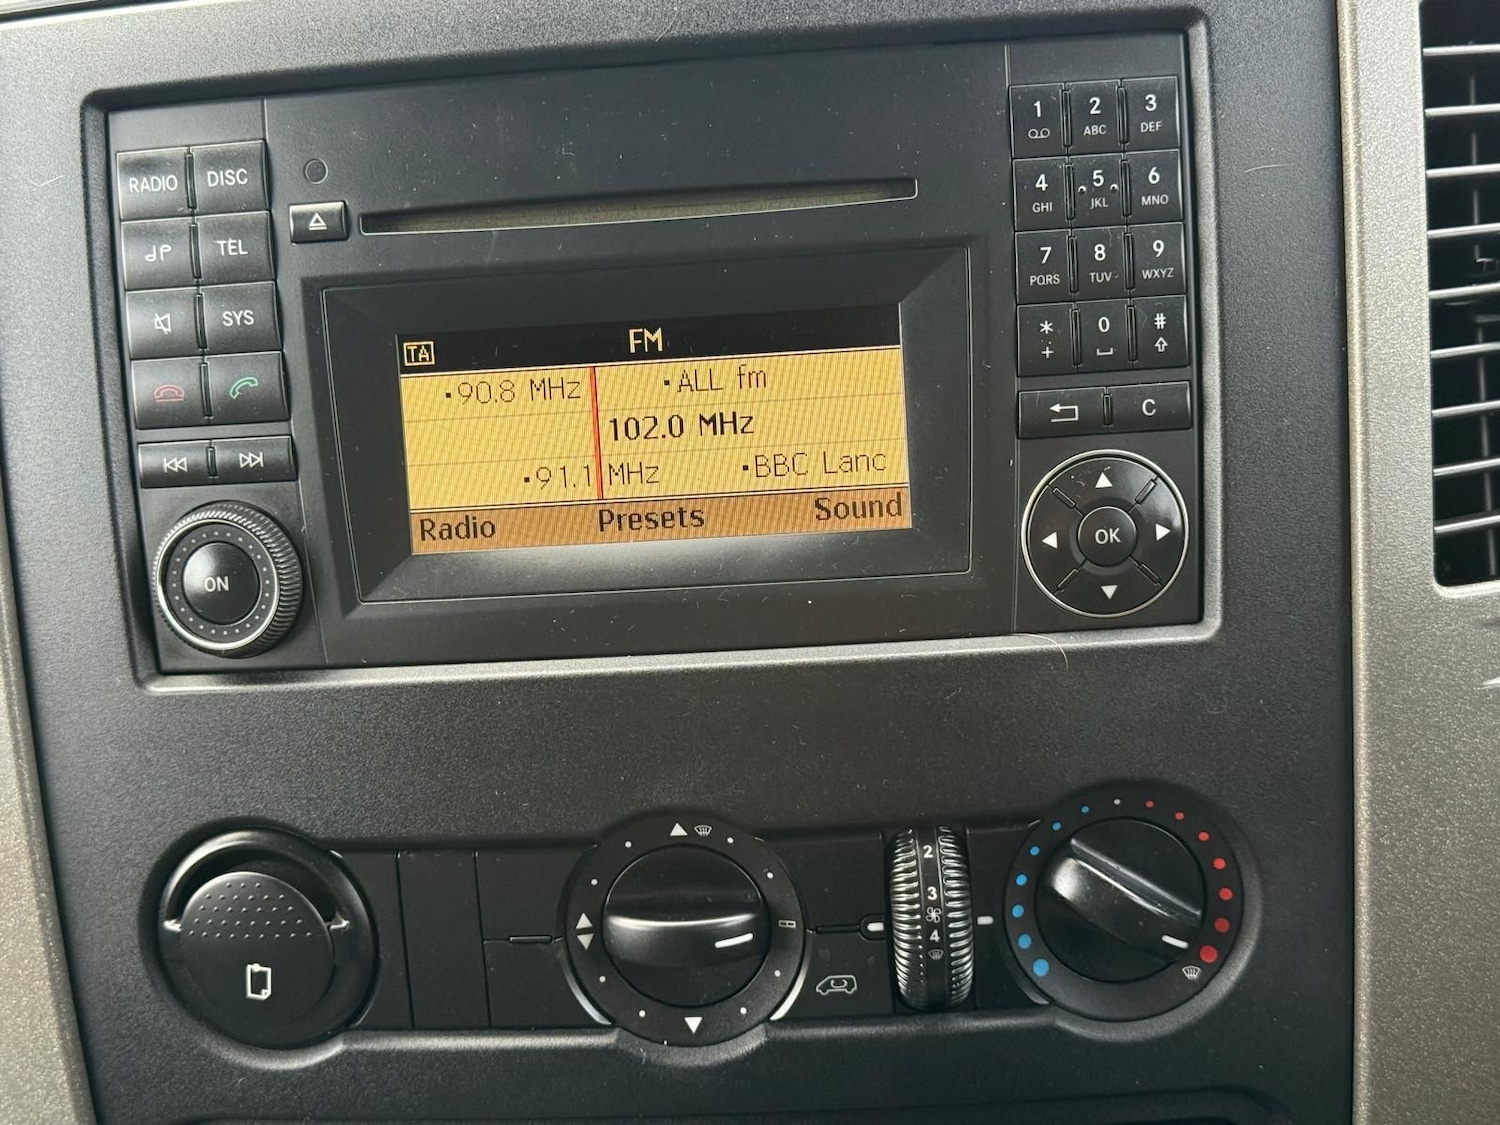 RADIO DISC
TEL
SYS
ON
TA FM
90.8 MHz ALL fm
102.0 MHz
91.1 MHz BBC Lanc
Radio Presets Sound
1 2 ABC 3 DEF
4 GHI 5 JKL 6 MNO
7 PQRS 8 TUV 9 WXYZ
* + 0 #
C
OK
2
3
4